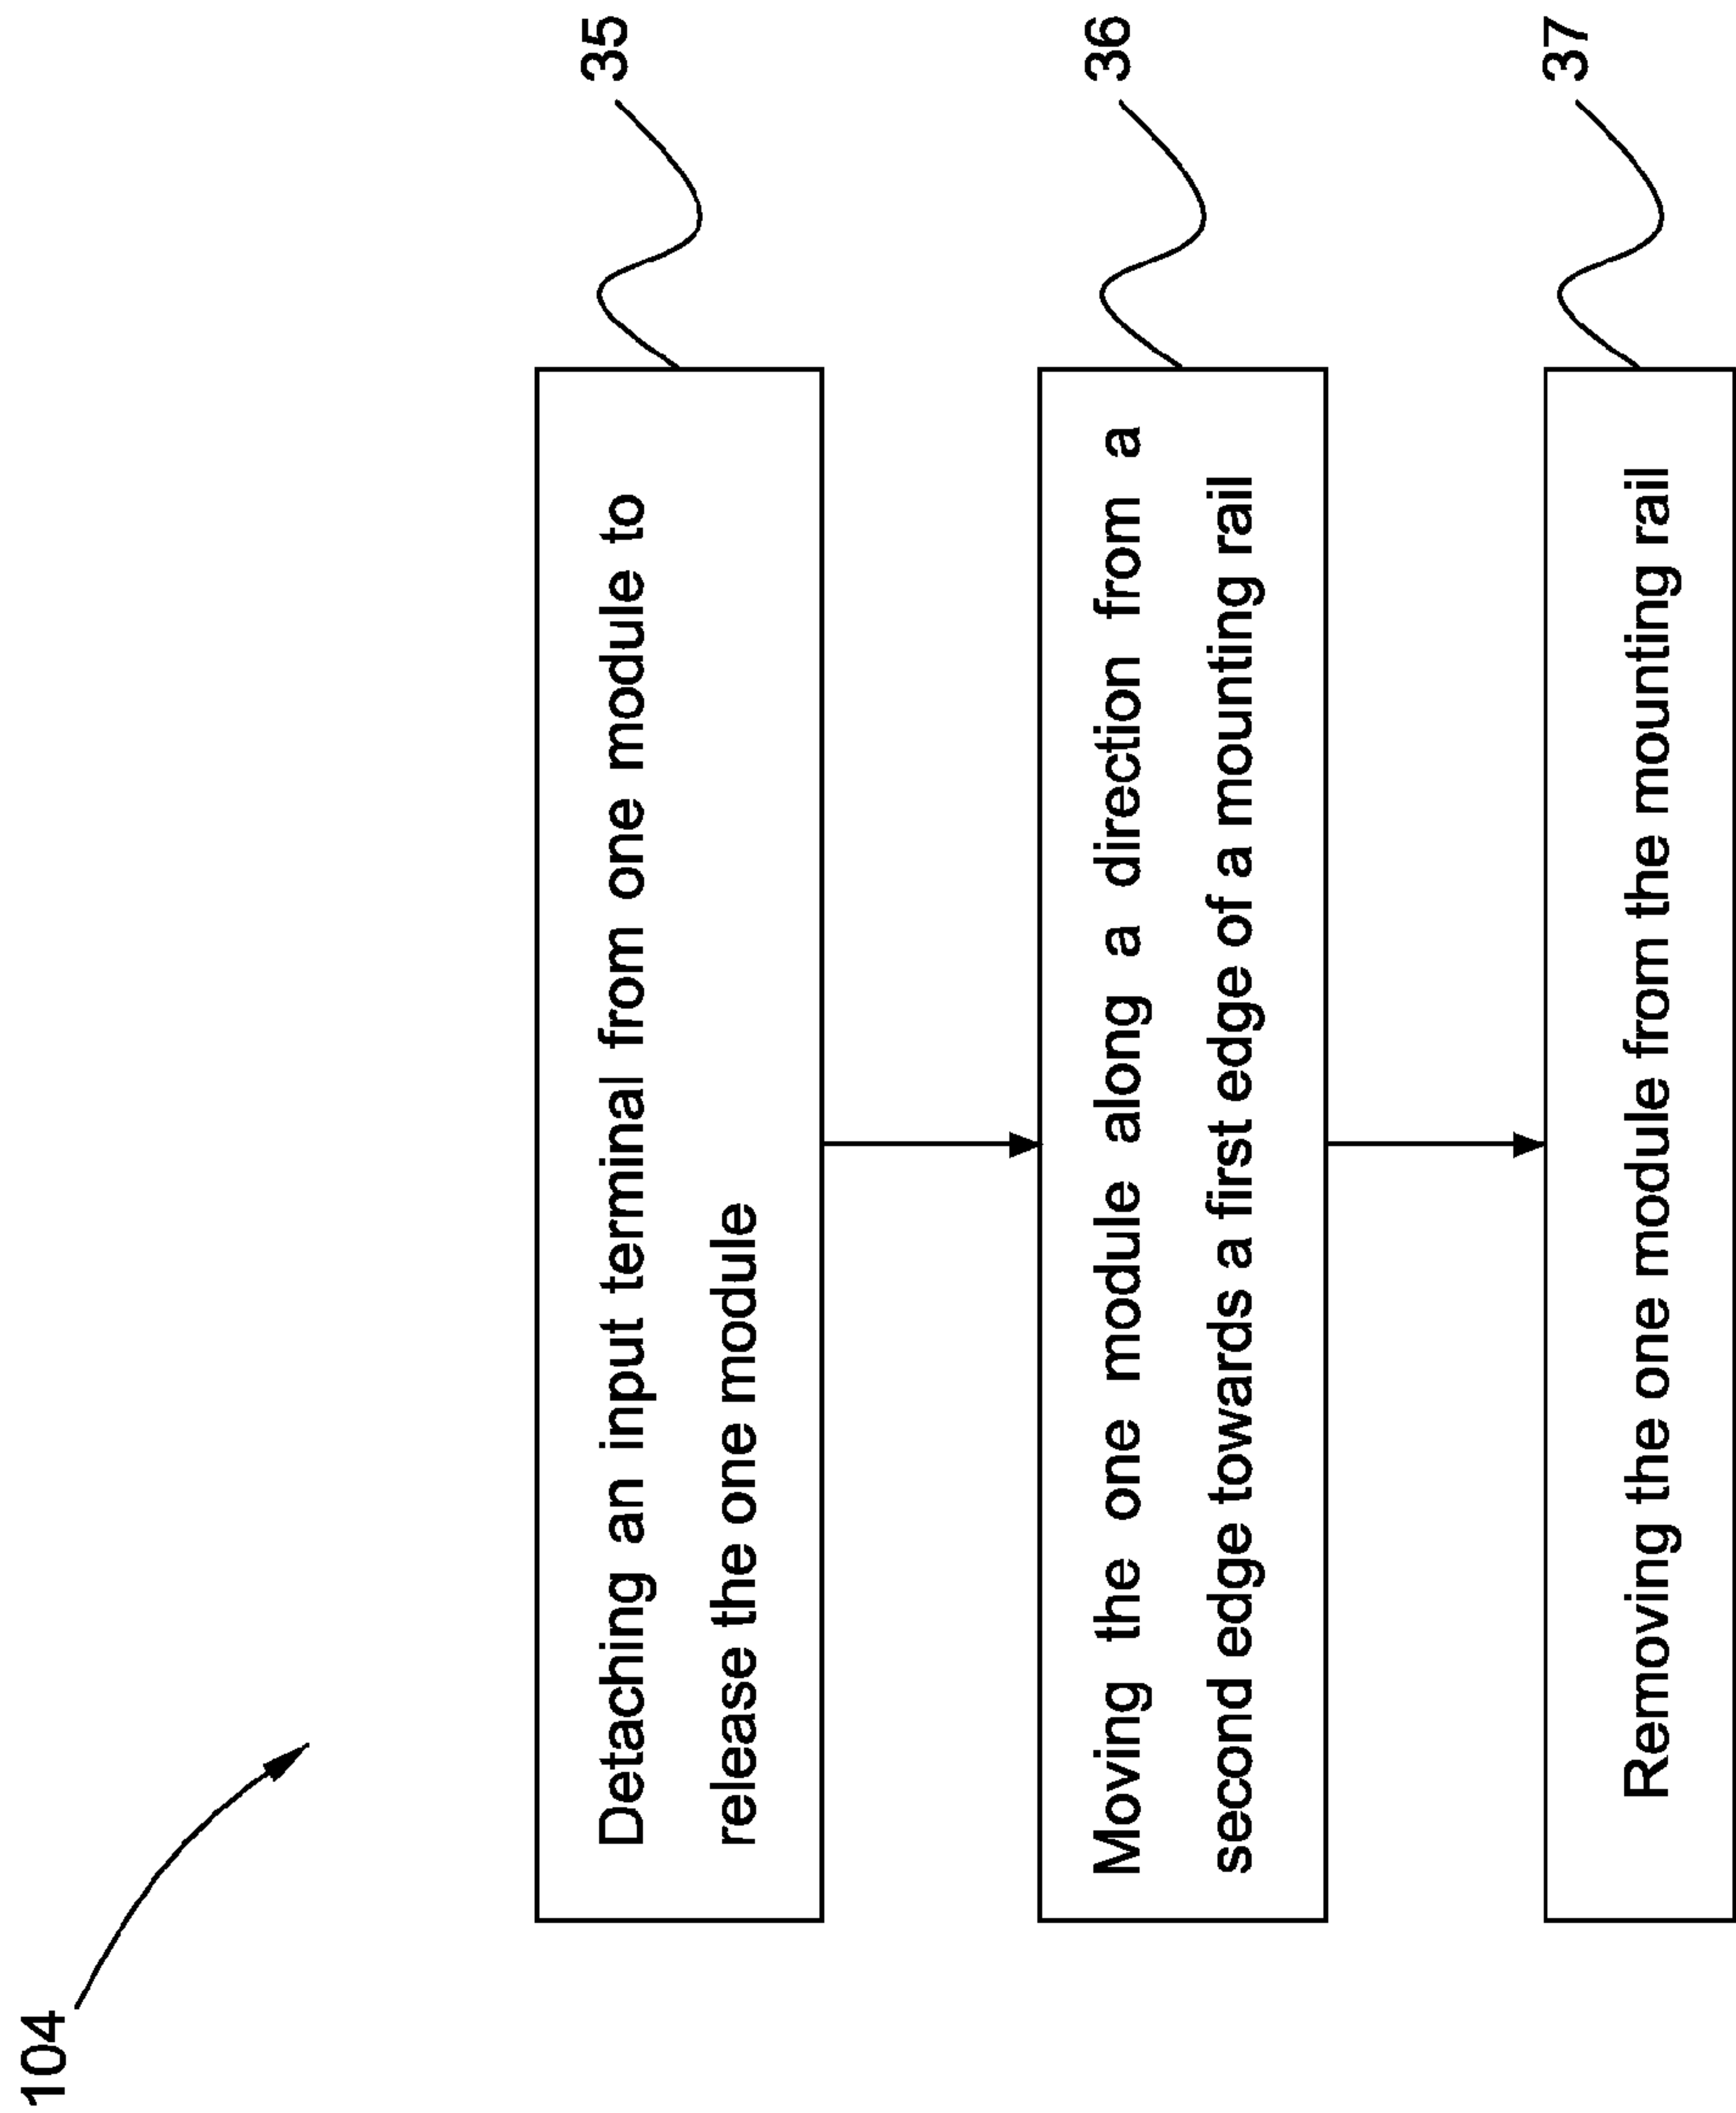 104
Detaching an input terminal from one module to
release the one module
35
Moving the one module along a direction from a
second edge towards a first edge of a mounting rail
36
Removing the one module from the mounting rail
37